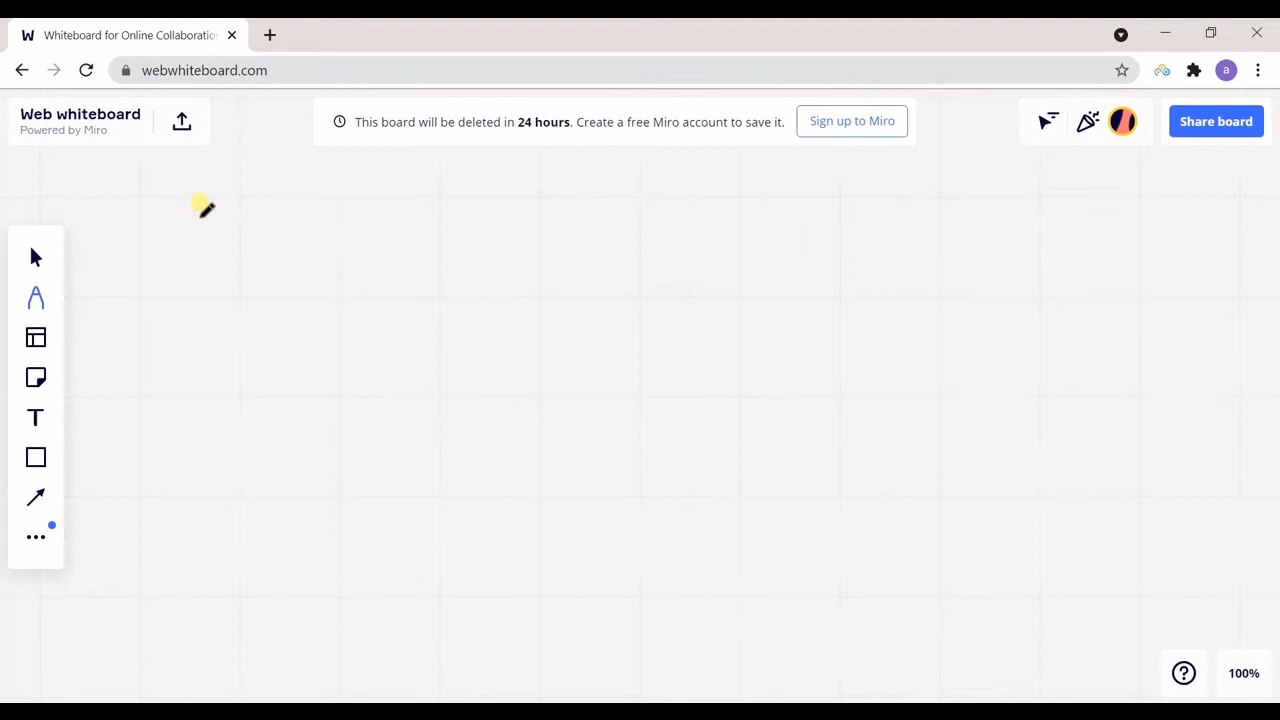 Whiteboard for Online Collaboratio
webwhiteboard.com
a
Web whiteboard
Powered by Miro
This board will be deleted in 24 hours. Create a free Miro account to save it.
Sign up to Miro
Share board
T
100%